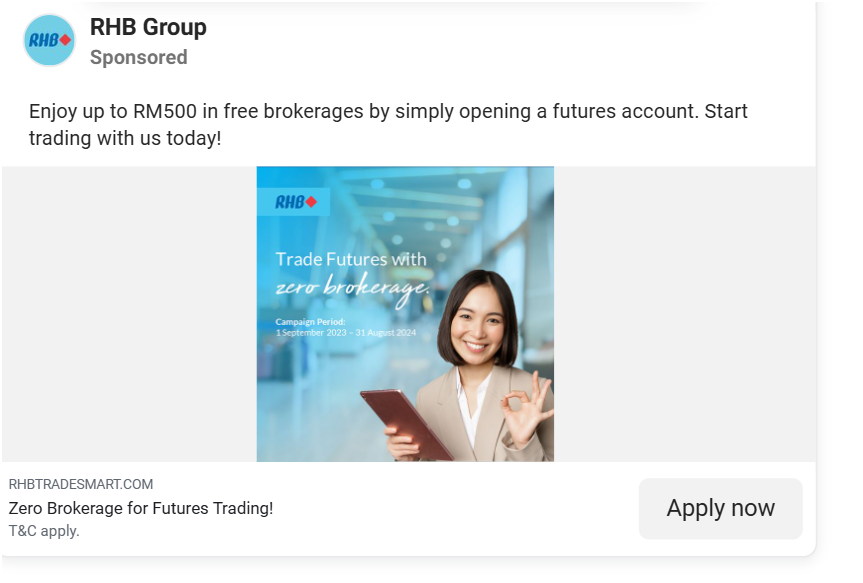 RHB
RHB Group
Sponsored
Enjoy up to RM500 in free brokerages by simply opening a futures account. Start
trading with us today!
RHB
Trade Futures with
zero brokerage.
Campaign Period:
1 September 2023 – 31 August 2024
RHBTRADESMART.COM
Zero Brokerage for Futures Trading!
T&C apply.
Apply now